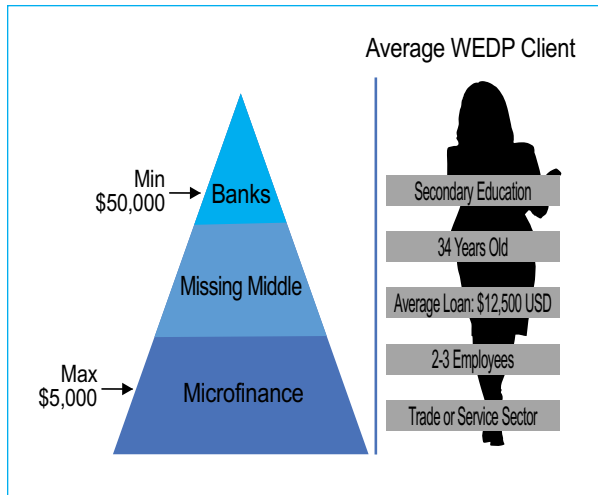 Average WEDP Client
Min
$50,000
Banks
Missing Middle
Max
$5,000
Microfinance
Secondary Education
34 Years Old
Average Loan: $12,500 USD
2-3 Employees
Trade or Service Sector